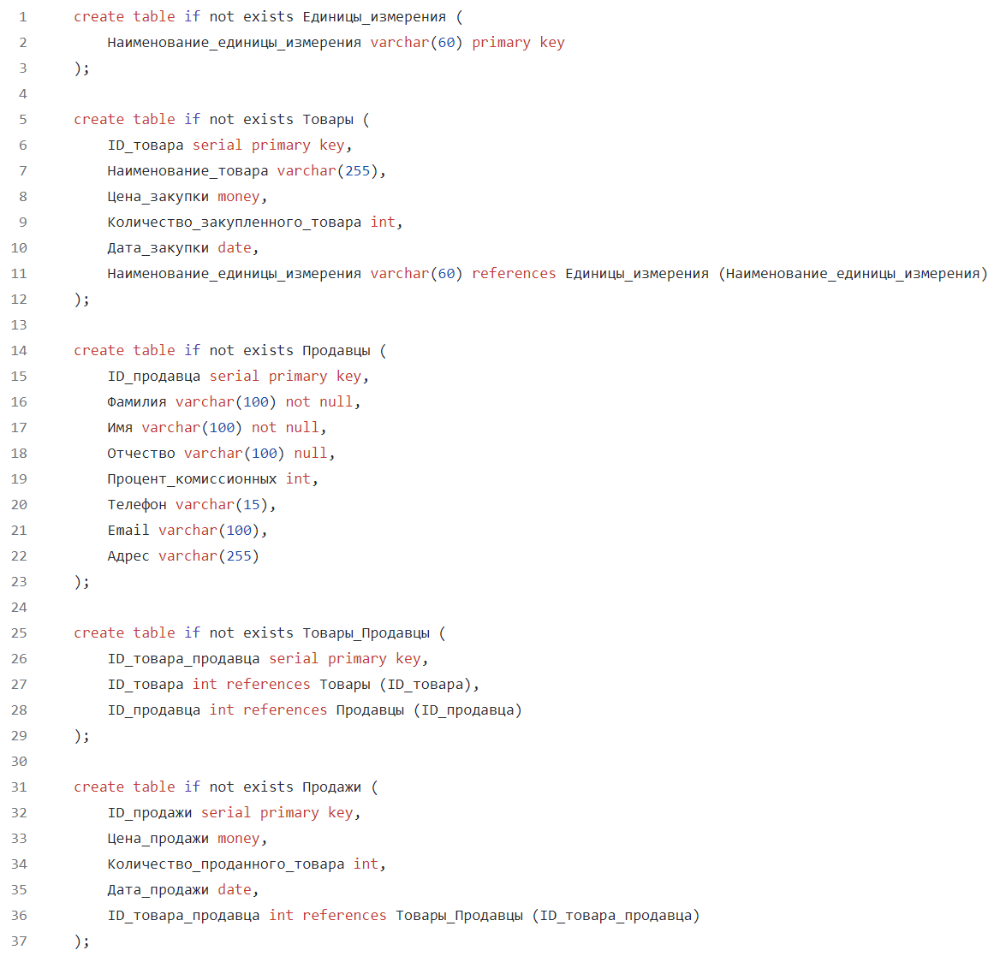 1 create table if not exists Единицы_измерения (
2 Наименование_единицы_измерения varchar(60) primary key
3 );
4
5 create table if not exists Товары (
6 ID_товара serial primary key,
7 Наименование_товара varchar(255),
8 Цена_закупки money,
9 Количество_закупленного_товара int,
10 Дата_закупки date,
11 Наименование_единицы_измерения varchar(60) references Единицы_измерения (Наименование_единицы_измерения)
12 );
13
14 create table if not exists Продавцы (
15 ID_продавца serial primary key,
16 Фамилия varchar(100) not null,
17 Имя varchar(100) not null,
18 Отчество varchar(100) null,
19 Процент_комиссионных int,
20 Телефон varchar(15),
21 Email varchar(100),
22 Адрес varchar(255)
23 );
24
25 create table if not exists Товары_Продавцы (
26 ID_товара_продавца serial primary key,
27 ID_товара int references Товары (ID_товара),
28 ID_продавца int references Продавцы (ID_продавца)
29 );
30
31 create table if not exists Продажи (
32 ID_продажи serial primary key,
33 Цена_продажи money,
34 Количество_проданного_товара int,
35 Дата_продажи date,
36 ID_товара_продавца int references Товары_Продавцы (ID_товара_продавца)
37 );